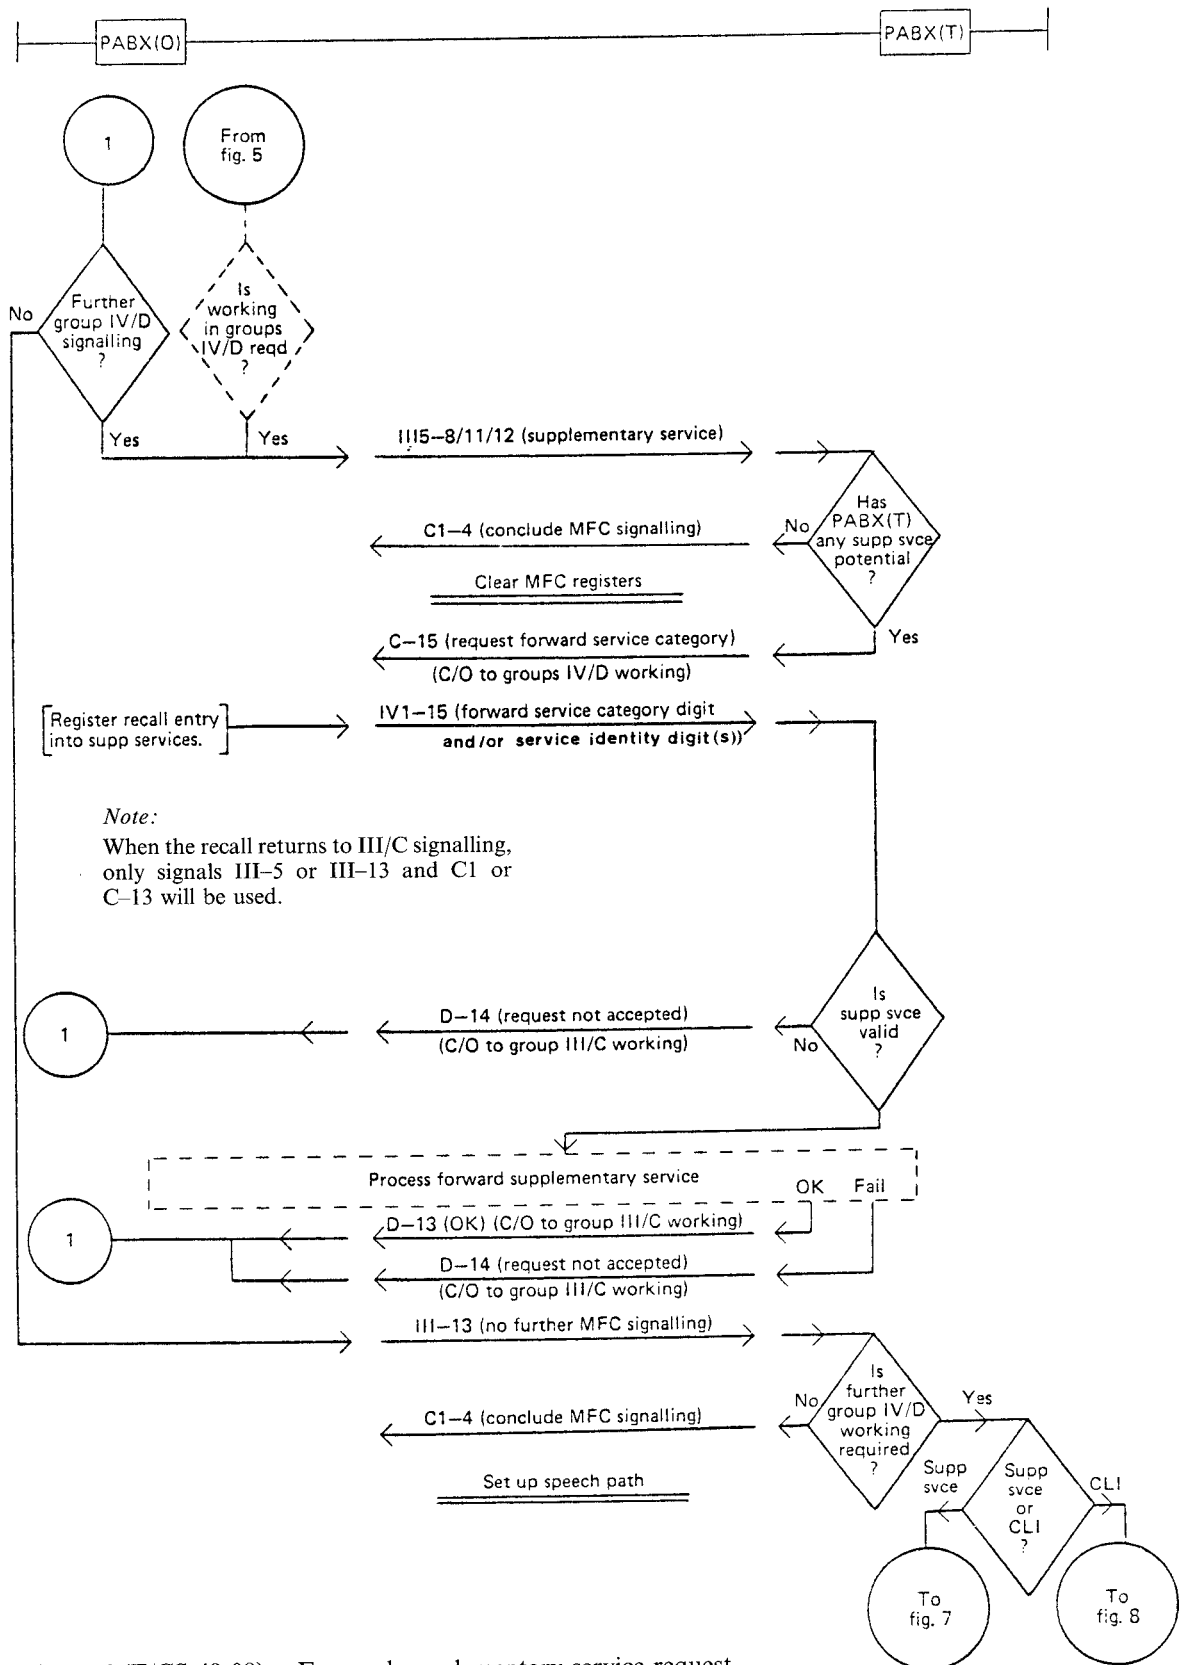 PABX(O)
PABX(T)
1
From
fig. 5
No
Further
group IV/D
signalling
?
Is
working
in groups
IV/D reqd
?
Yes
Yes
III5–8/11/12 (supplementary service)
Has
PABX(T)
any supp svce
potential
?
No
C1–4 (conclude MFC signalling)
Clear MFC registers
Yes
C–15 (request forward service category)
(C/O to groups IV/D working)
[Register recall entry
into supp services.]
IV1–15 (forward service category digit
and/or service identity digit(s))
Note:
When the recall returns to III/C signalling,
only signals III–5 or III–13 and C1 or
C–13 will be used.
1
D–14 (request not accepted)
(C/O to group III/C working)
No
Is
supp svce
valid
?
Process forward supplementary service
OK Fail
1
D–13 (OK) (C/O to group III/C working)
D–14 (request not accepted)
(C/O to group III/C working)
III–13 (no further MFC signalling)
Is
further
group IV/D
working
required
?
No
Yes
C1–4 (conclude MFC signalling)
Set up speech path
Supp
svce
Supp
svce
or
CLI
?
CLI
To
fig. 7
To
fig. 8